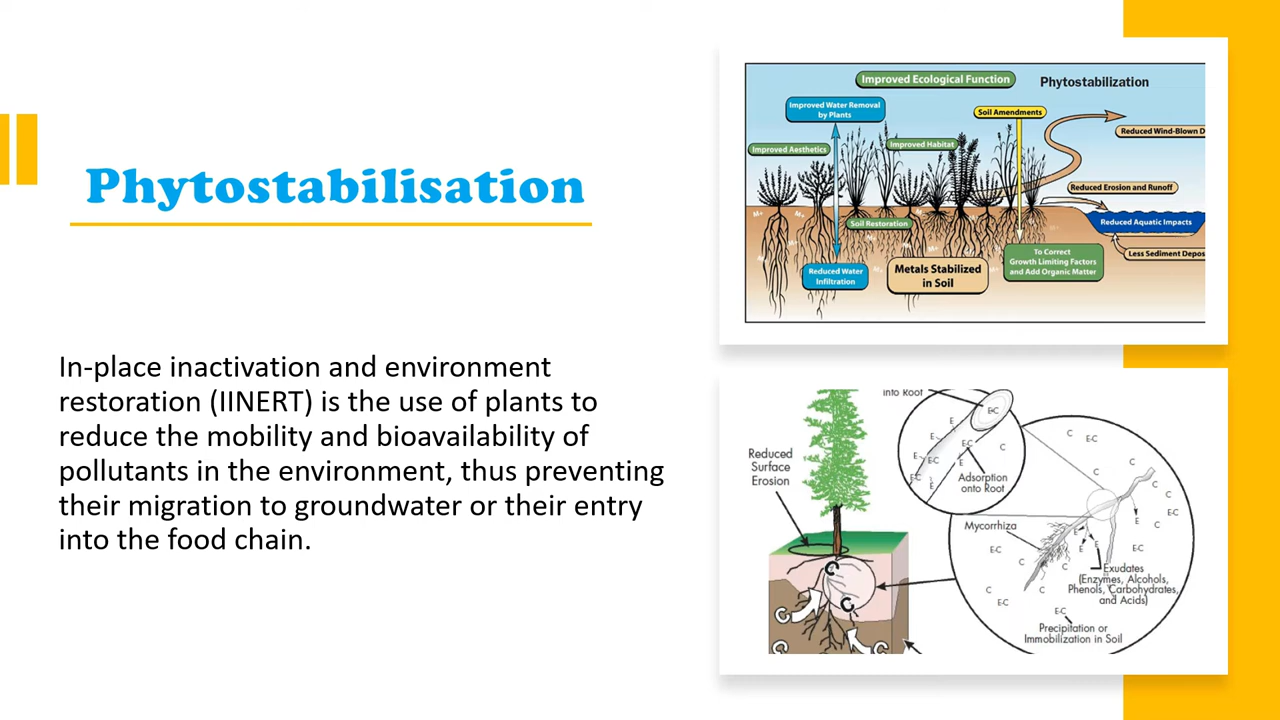 Phytostabilisation
In-place inactivation and environment
restoration (IINERT) is the use of plants to
reduce the mobility and bioavailability of
pollutants in the environment, thus preventing
their migration to groundwater or their entry
into the food chain.
Improved Ecological Function
Phytostabilization
Improved Water Removal
by Plants
Soil Amendments
Reduced Wind-Blown D
Improved Aesthetics
Improved Habitat
Reduced Erosion and Runoff
M+
M+
Soil Restoration
Reduced Aquatic Impacts
To Correct
Growth Limiting Factors
and Add Organic Matter
Less Sediment Depos
Reduced Water
Infiltration
Metals Stabilized
in Soil
into Root
E-C
E
C
E-C
Reduced
Surface
Erosion
E
E-C
C
E
E-C
E
Adsorption
onto Root
C
C
Mycorrhiza
E
C
E-C
E
E
E
E-C
E-C
C
C
Exudates
(Enzymes, Alcohols,
Phenols, Carbohydrates,
and Acids)
C
C
C
E-C
E-C
Precipitation or
Immobilization in Soil
C
C
C
C
C